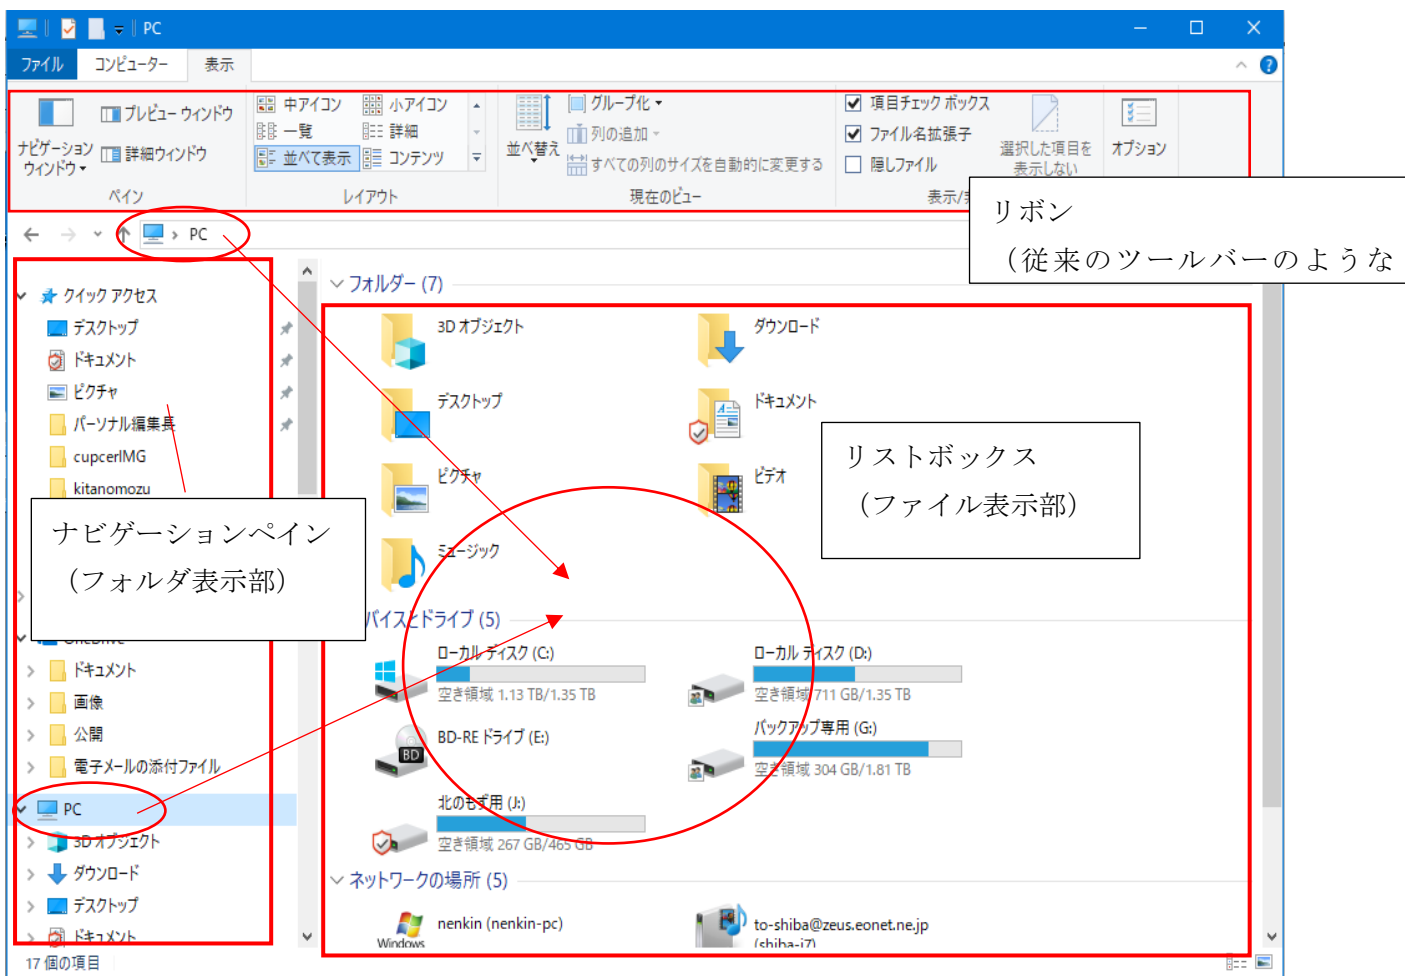 PC
ファイル コンピューター 表示
ナビゲーション
ウィンドウ
プレビュー ウィンドウ
詳細ウィンドウ
ペイン
中アイコン 小アイコン
一覧 詳細
並べて表示 コンテンツ
レイアウト
並べ替え
グループ化
列の追加
すべての列のサイズを自動的に変更する
現在のビュー
項目チェック ボックス
ファイル名拡張子
隠しファイル
選択した項目を
表示しない
オプション
表示/
リボン
（従来のツールバーのような
PC
クイック アクセス
デスクトップ
ドキュメント
ピクチャ
パーソナル編集長
cupcerIMG
kitanomozu
ナビゲーションペイン
（フォルダ表示部）
OneDrive
ドキュメント
画像
公開
電子メールの添付ファイル
PC
3D オブジェクト
ダウンロード
デスクトップ
ドキュメント
フォルダー (7)
3D オブジェクト
ダウンロード
デスクトップ
ドキュメント
ピクチャ
ビデオ
ミュージック
リストボックス
（ファイル表示部）
バイスとドライブ (5)
ローカル ディスク (C:)
空き領域 1.13 TB/1.35 TB
ローカル ディスク (D:)
空き領域 711 GB/1.35 TB
BD
BD-RE ドライブ (E:)
バックアップ専用 (G:)
空き領域 304 GB/1.81 TB
北のもず用 (J:)
空き領域 267 GB/465 GB
ネットワークの場所 (5)
Windows
nenkin (nenkin-pc)
to-shiba@zeus.eonet.ne.jp
(shiba-i7)
17 個の項目